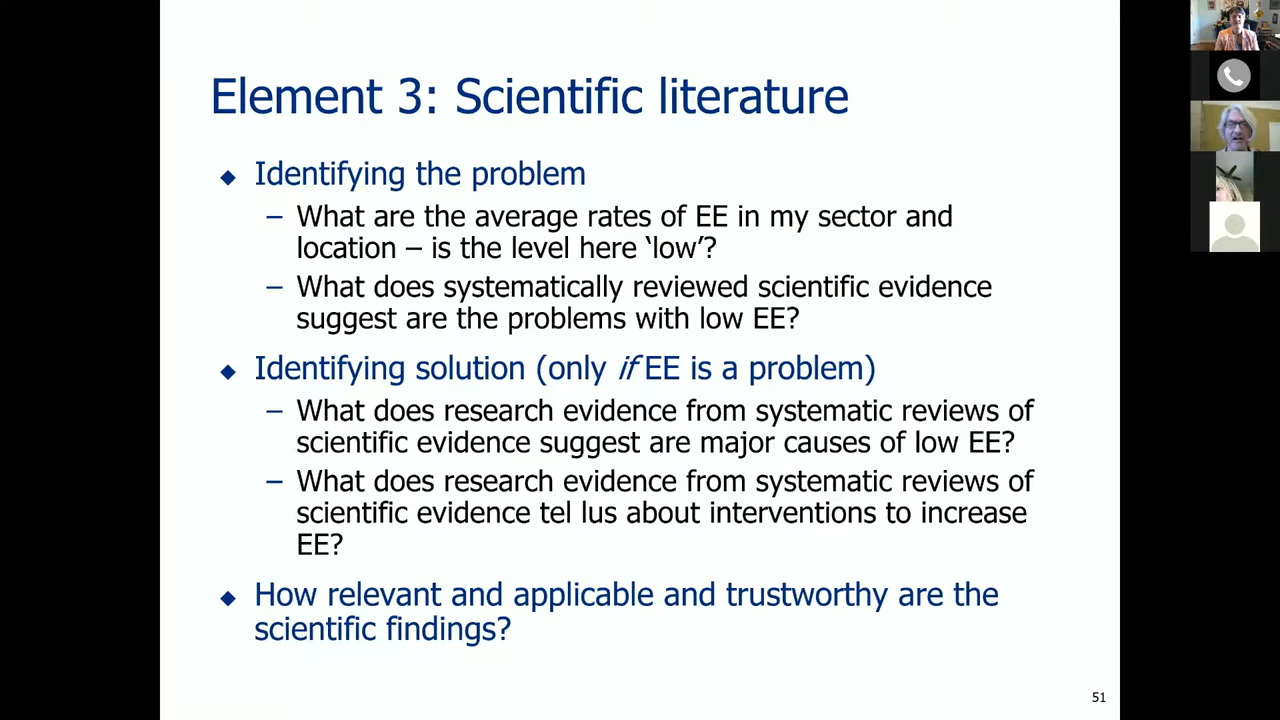 Element 3: Scientific literature
◆ Identifying the problem
– What are the average rates of EE in my sector and
location – is the level here ‘low’?
– What does systematically reviewed scientific evidence
suggest are the problems with low EE?
◆ Identifying solution (only if EE is a problem)
– What does research evidence from systematic reviews of
scientific evidence suggest are major causes of low EE?
– What does research evidence from systematic reviews of
scientific evidence tel lus about interventions to increase
EE?
◆ How relevant and applicable and trustworthy are the
scientific findings?
51